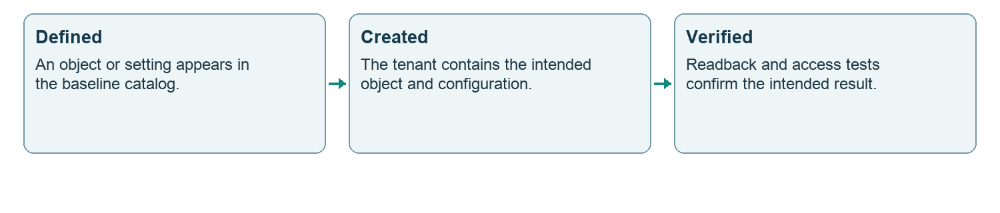 Defined
An object or setting appears in
the baseline catalog.
Created
The tenant contains the intended
object and configuration.
Verified
Readback and access tests
confirm the intended result.